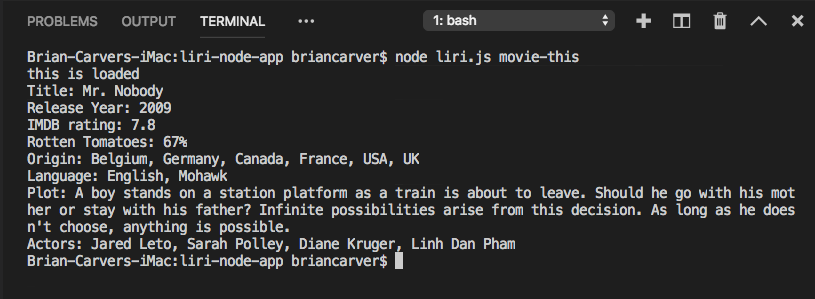 PROBLEMS OUTPUT TERMINAL ••• 1: bash
Brian-Carvers-iMac:liri-node-app briancarver$ node liri.js movie-this
this is loaded
Title: Mr. Nobody
Release Year: 2009
IMDB rating: 7.8
Rotten Tomatoes: 67%
Origin: Belgium, Germany, Canada, France, USA, UK
Language: English, Mohawk
Plot: A boy stands on a station platform as a train is about to leave. Should he go with his mot
her or stay with his father? Infinite possibilities arise from this decision. As long as he does
n't choose, anything is possible.
Actors: Jared Leto, Sarah Polley, Diane Kruger, Linh Dan Pham
Brian-Carvers-iMac:liri-node-app briancarver$